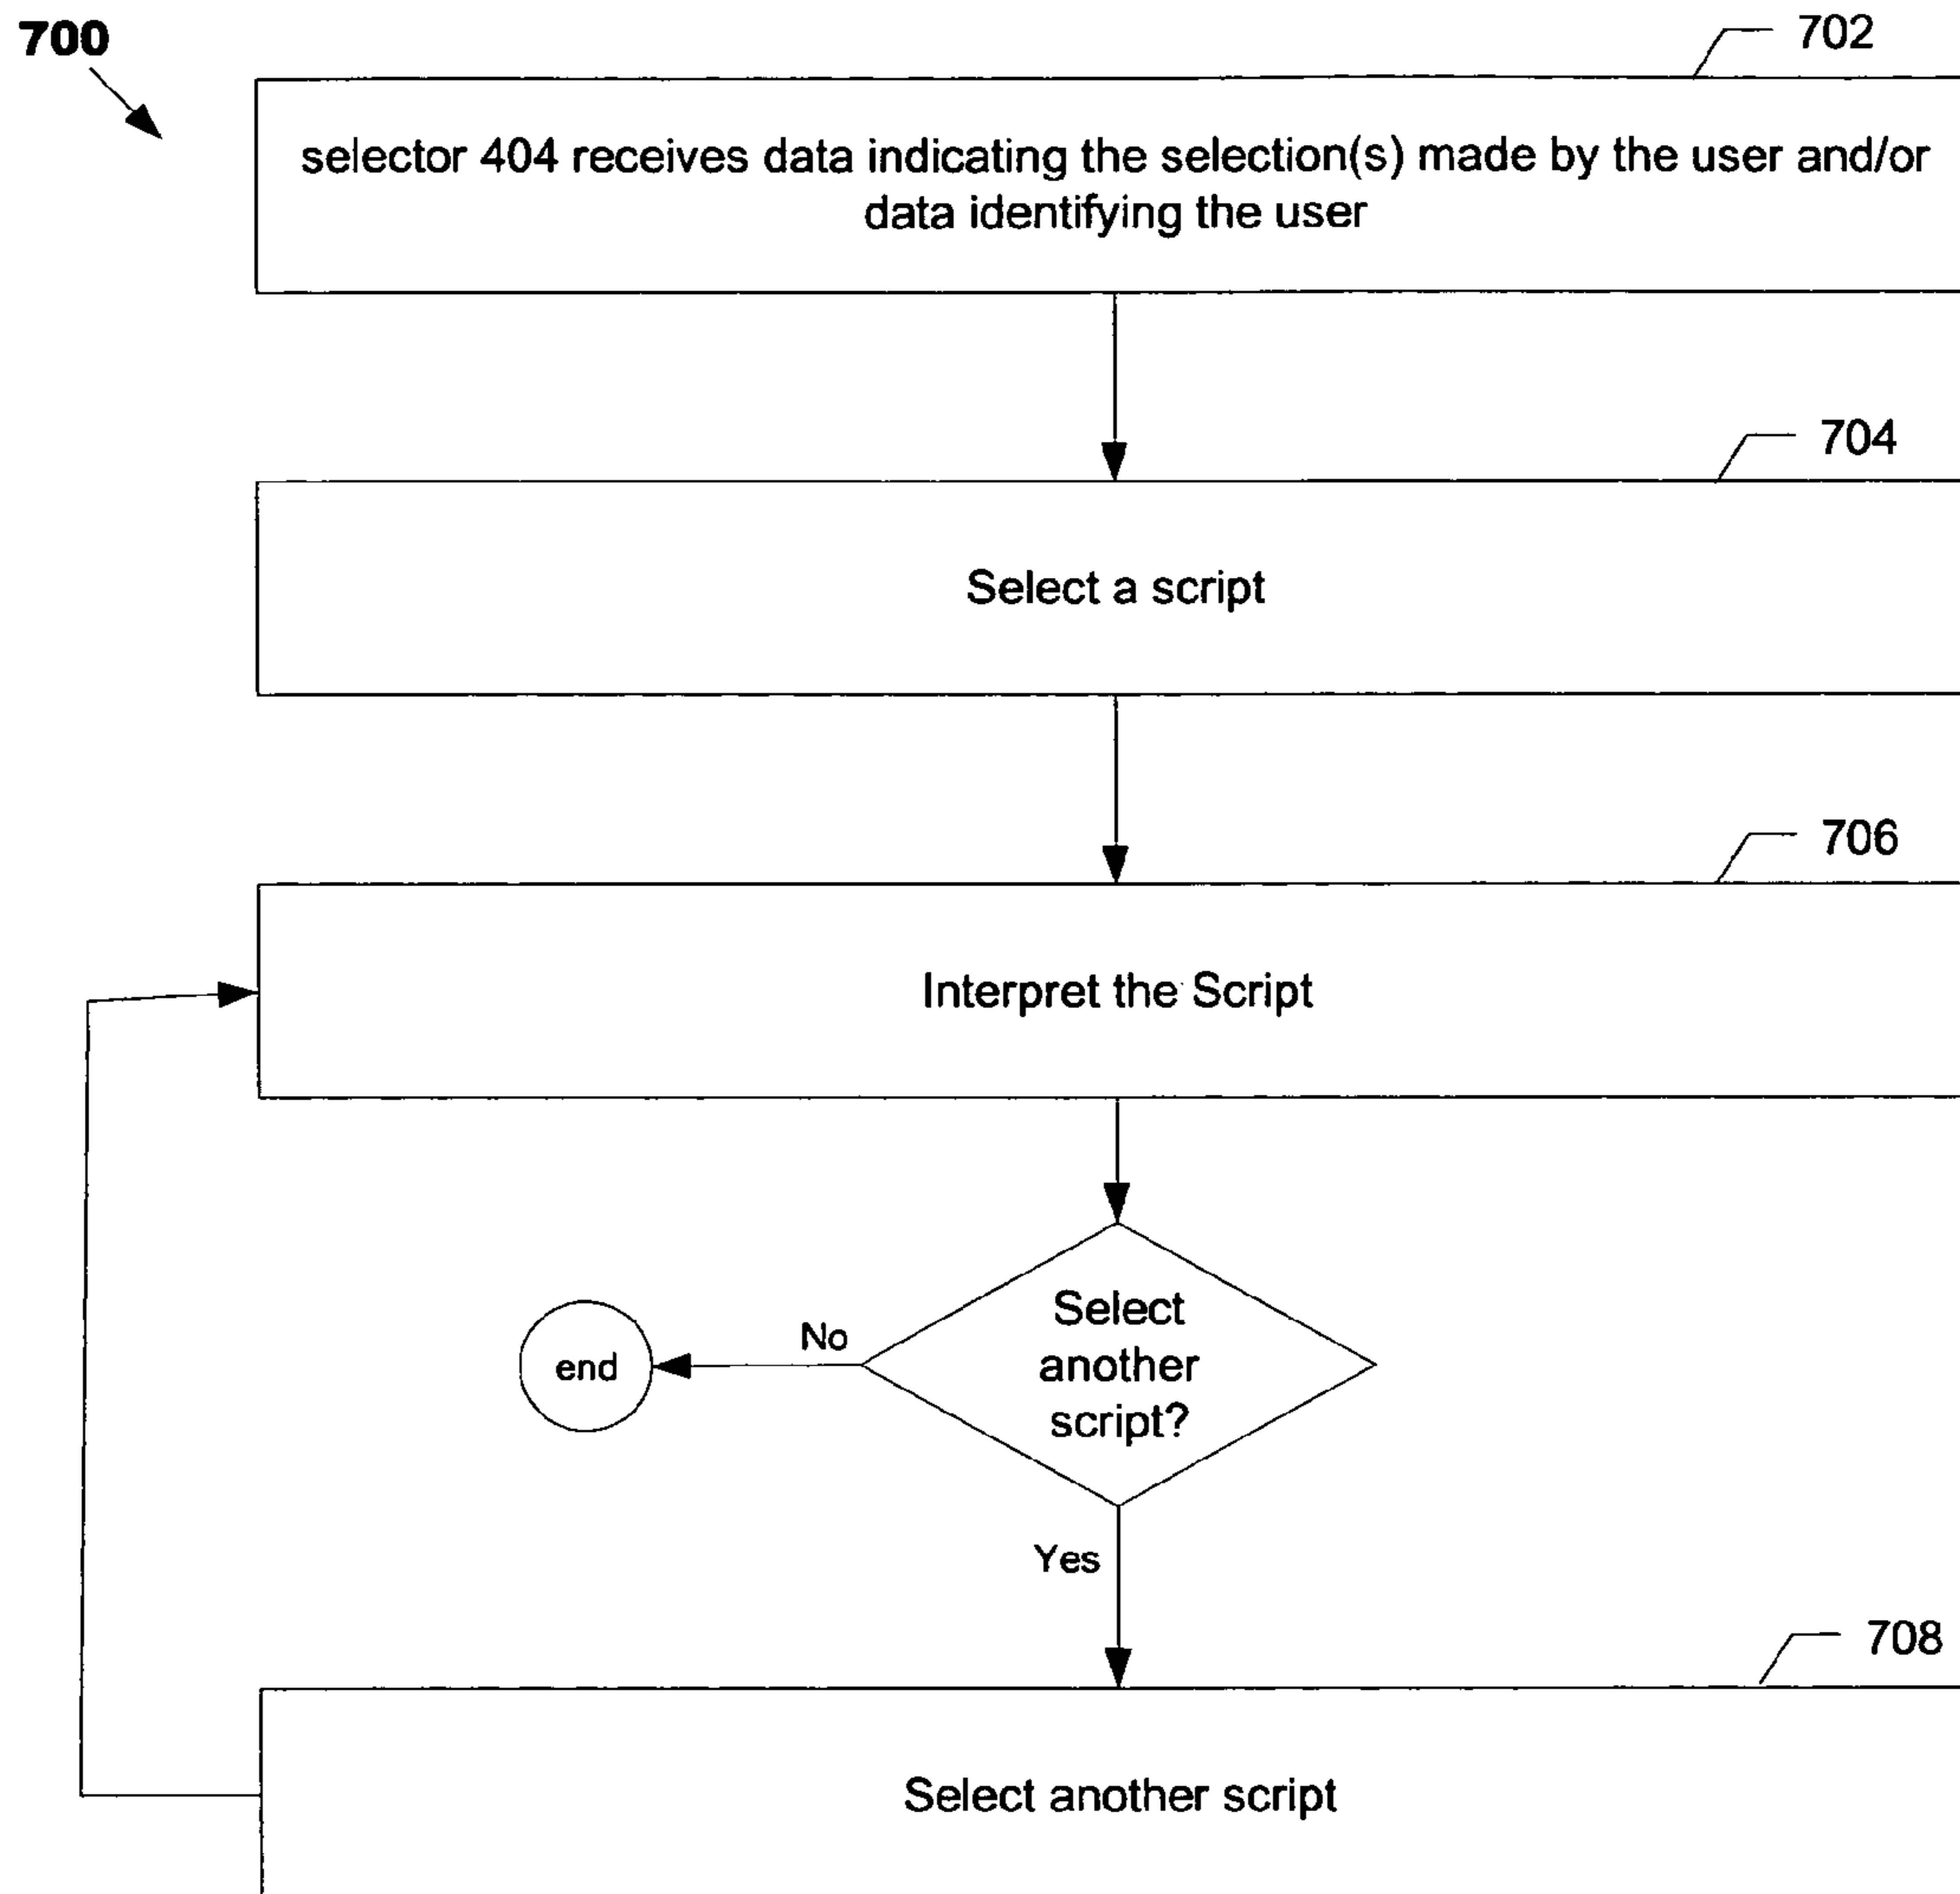 700
702
selector 404 receives data indicating the selection(s) made by the user and/or
data identifying the user
704
Select a script
706
Interpret the Script
Select
another
script?
No
end
Yes
708
Select another script